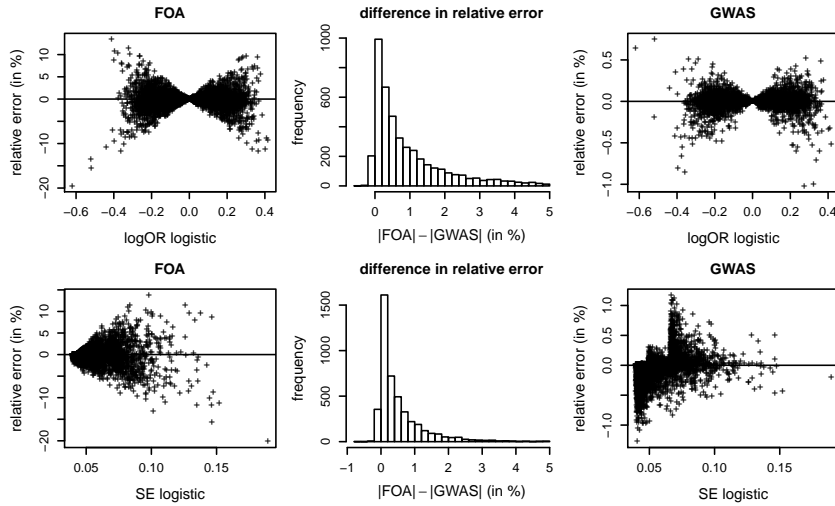 FOA
relative error (in %)
10
5
0
−5
−10
−20
−0.6 −0.4 −0.2 0.0 0.2 0.4
logOR logistic
difference in relative error
frequency
1000
600
200
0
0 1 2 3 4 5
|FOA|−|GWAS| (in %)
GWAS
relative error (in %)
0.5
0.0
−0.5
−1.0
−0.6 −0.4 −0.2 0.0 0.2 0.4
logOR logistic
FOA
relative error (in %)
10
5
0
−10
−20
0.05 0.10 0.15
SE logistic
difference in relative error
frequency
1500
1000
500
0
−1 0 1 2 3 4 5
|FOA|−|GWAS| (in %)
GWAS
relative error (in %)
1.0
0.5
0.0
−1.0
0.05 0.10 0.15
SE logistic